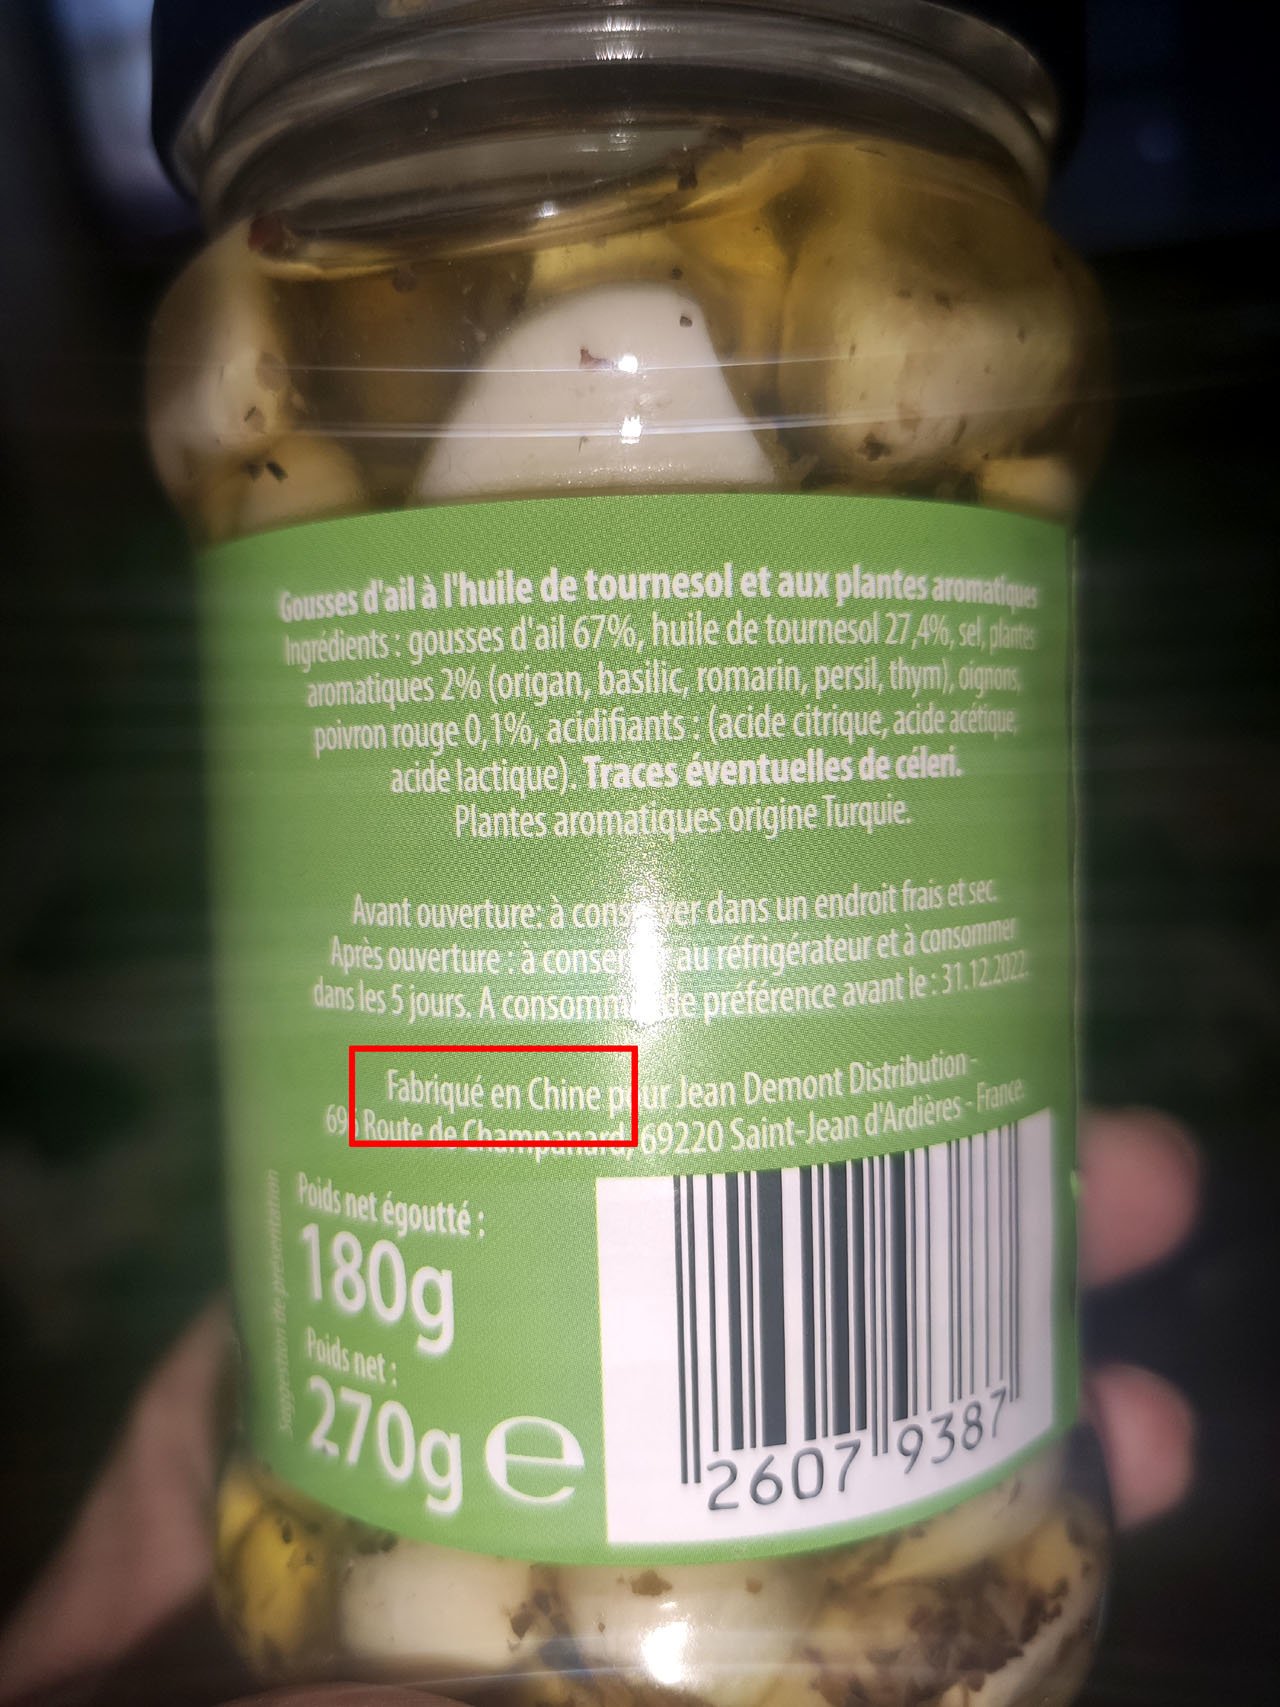 Gousses d'ail à l'huile de tournesol et aux plantes aromatiques
Ingrédients : gousses d'ail 67%, huile de tournesol 27,4%, sel, plantes
aromatiques 2% (origan, basilic, romarin, persil, thym), oignons,
poivron rouge 0,1%, acidifiants : (acide citrique, acide acétique,
acide lactique). Traces éventuelles de céleri.
Plantes aromatiques origine Turquie.
Avant ouverture: à conserver dans un endroit frais et sec.
Après ouverture : à conserver au réfrigérateur et à consommer
dans les 5 jours. A consommer de préférence avant le : 31.12.2022.
Fabriqué en Chine pour Jean Demont Distribution -
696 Route de Champanard, 69220 Saint-Jean d'Ardières - France
Poids net égoutté :
180g
Poids net :
270g e
Suggestion de présentation
2607 9387